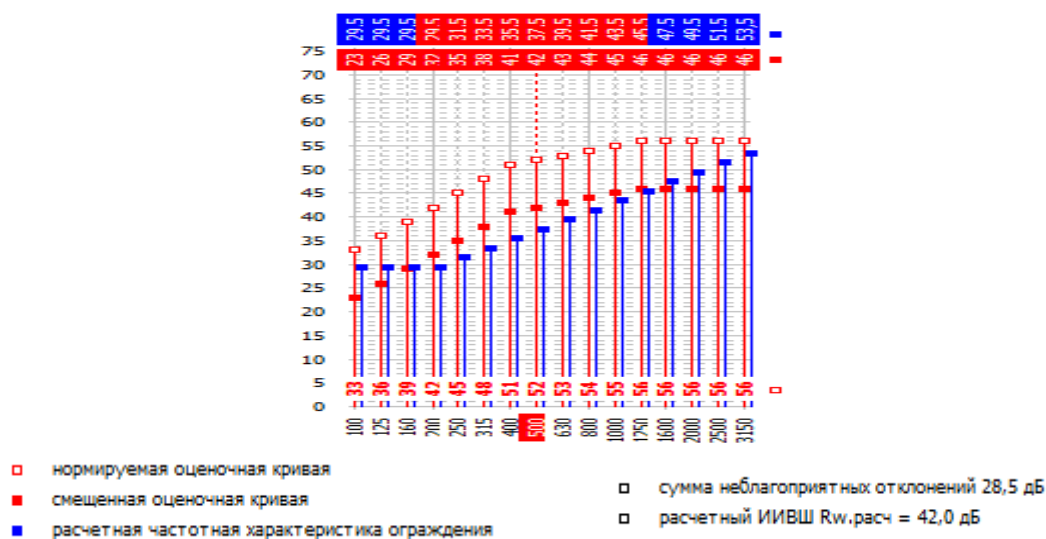 29.5 29.5 29.5 29.5 31.5 33.5 35.5 37.5 39.5 41.5 43.5 45.5 47.5 49.5 51.5 53,5
23 26 29 32 35 38 41 42 43 44 45 46 46 46 46 46
75
70
65
60
55
50
45
40
35
30
25
20
15
10
5
0
33 36 39 42 45 48 51 52 53 54 55 56 56 56 56 56
100 125 160 200 250 315 400 500 630 800 1000 1250 1600 2000 2500 3150
нормируемая оценочная кривая
смещенная оценочная кривая
расчетная частотная характеристика ограждения
сумма неблагоприятных отклонений 28,5 дБ
расчетный ИИВШ Rw.расч = 42,0 дБ